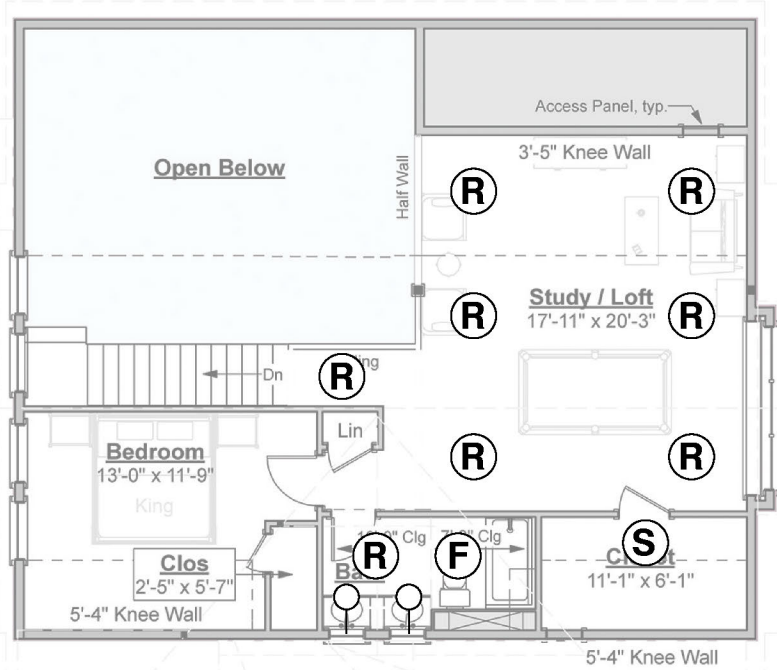 Access Panel, typ.
3'-5" Knee Wall
Open Below
Half Wall
R
R
Study / Loft
17'-11" x 20'-3"
R
R
Dn
R
Lin
Bedroom
13'-0" x 11'-9"
King
R
R
Clg
Clg
R
F
S
Clos
2'-5" x 5'-7"
11'-1" x 6'-1"
5'-4" Knee Wall
5'-4" Knee Wall